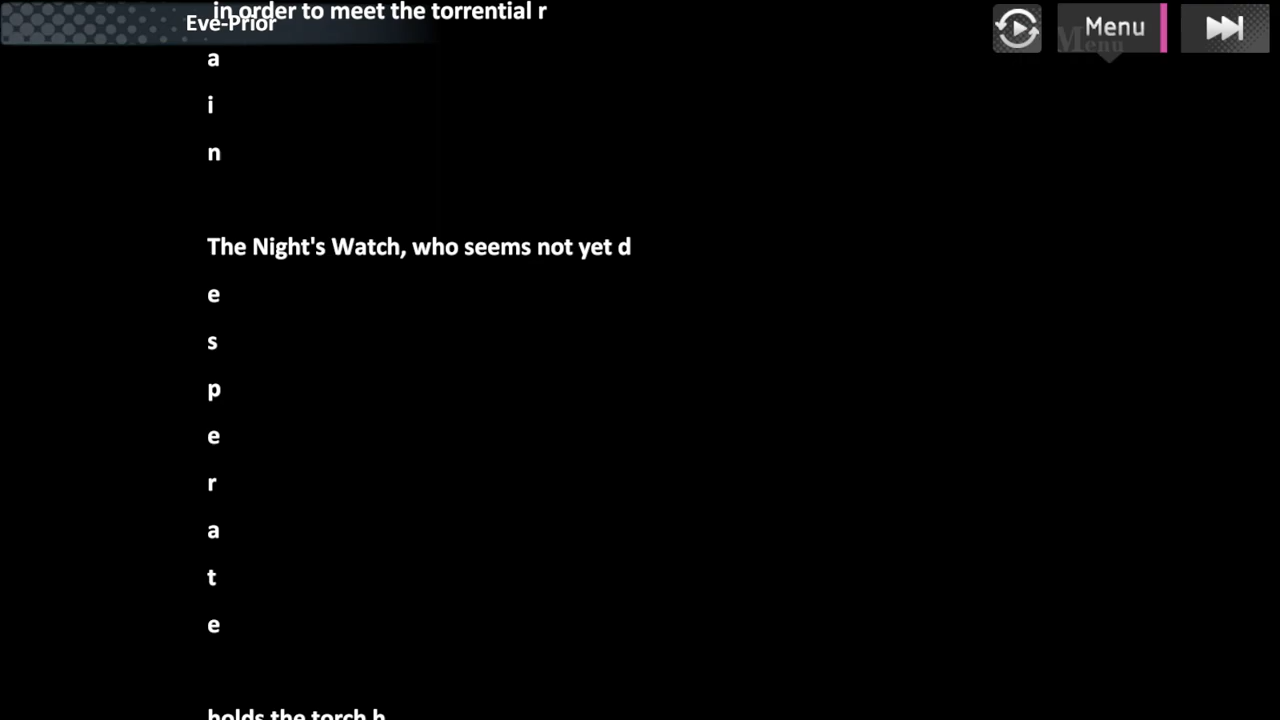 in order to meet the torrential r
Eve-Prior
Menu
Menu
a
i
n
The Night's Watch, who seems not yet d
e
s
p
e
r
a
t
e
holds the torch h